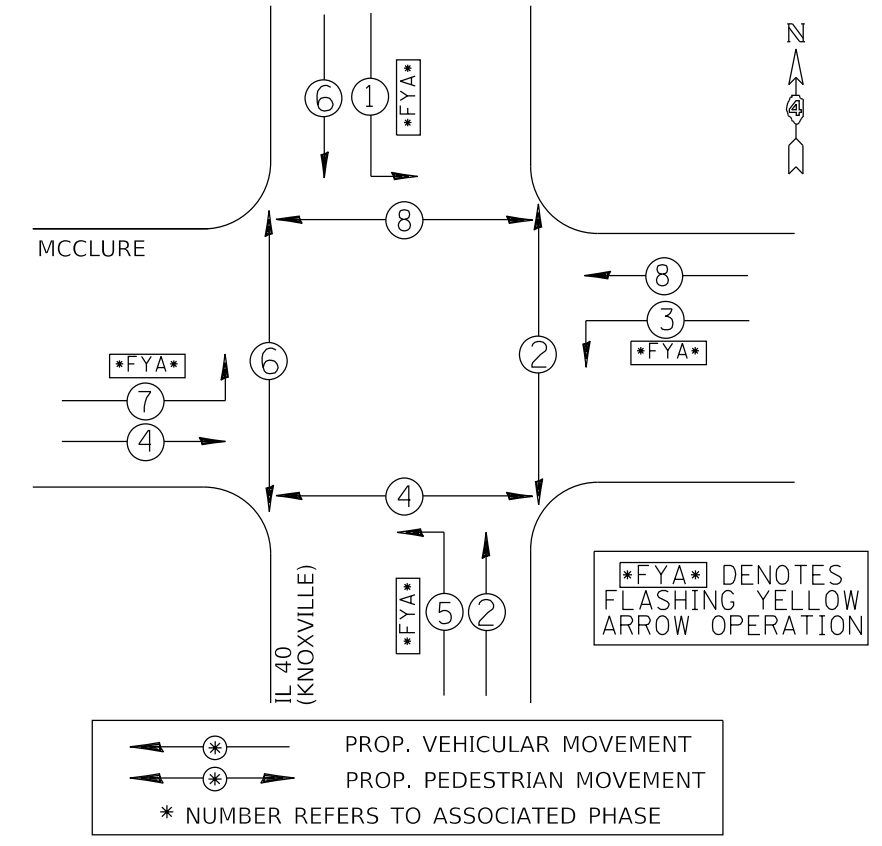 N
4
6
1
*FYA*
8
MCCLURE
8
3
*FYA*
6
2
*FYA*
7
4
4
*FYA*
5
2
IL 40
(KNOXVILLE)
*FYA* DENOTES
FLASHING YELLOW
ARROW OPERATION
* PROP. VEHICULAR MOVEMENT
* PROP. PEDESTRIAN MOVEMENT
* NUMBER REFERS TO ASSOCIATED PHASE